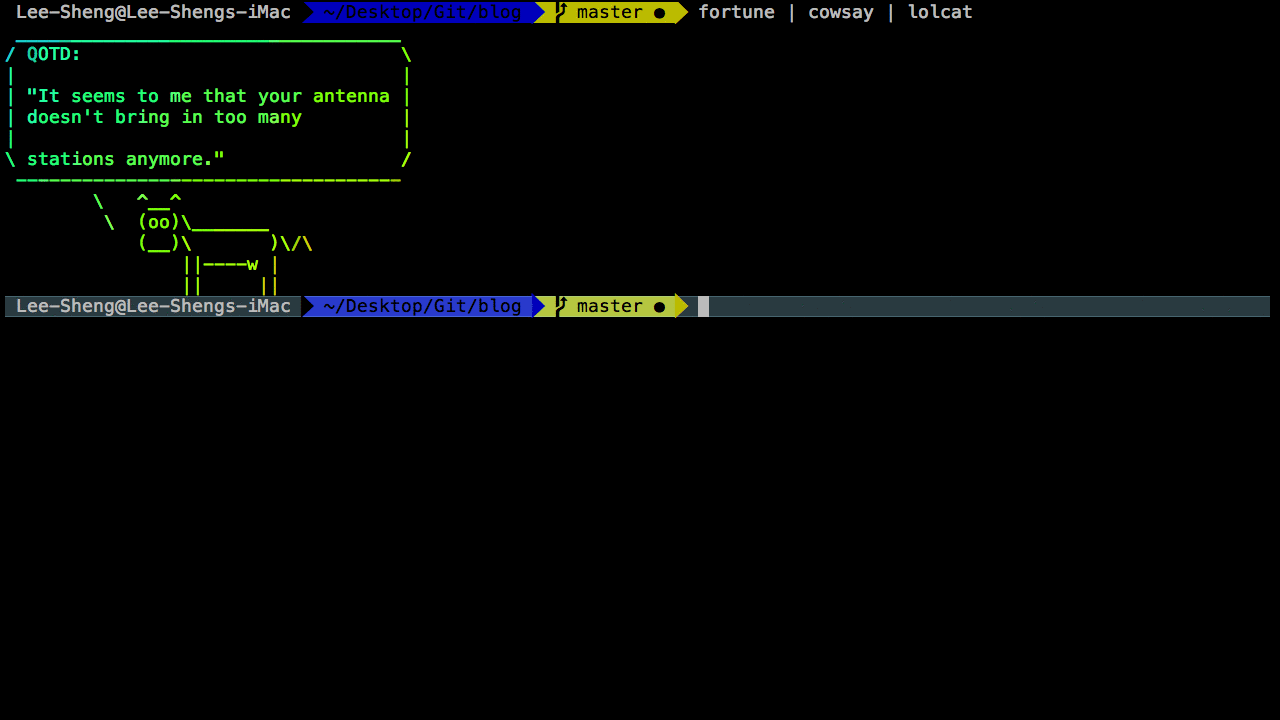 Lee-Sheng@Lee-Shengs-iMac ~/Desktop/Git/blog master ● fortune | cowsay | lolcat
 ___________________________________
/ QOTD:                             \
|                                   |
| "It seems to me that your antenna |
| doesn't bring in too many         |
|                                   |
\ stations anymore."                /
 -----------------------------------
        \   ^__^
         \  (oo)\_______
            (__)\       )\/\
                ||----w |
                ||     ||
Lee-Sheng@Lee-Shengs-iMac ~/Desktop/Git/blog master ●